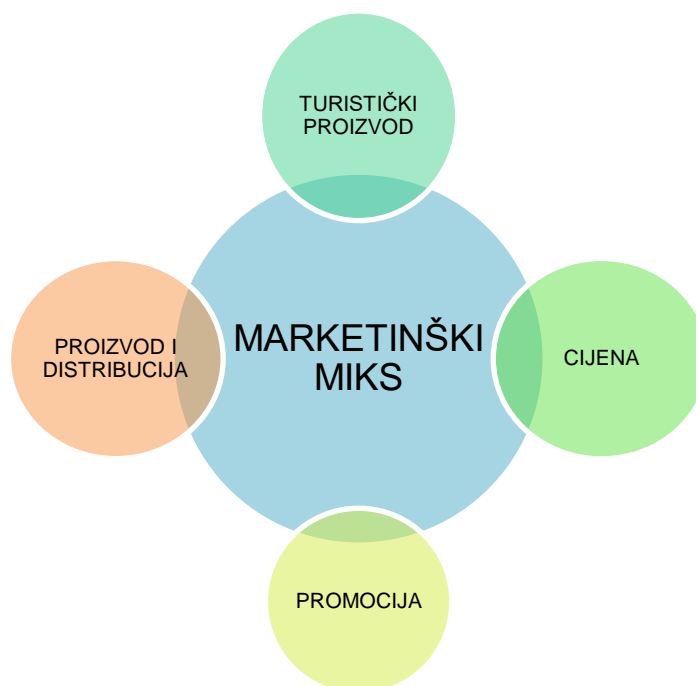 TURISTIČKI
PROIZVOD
PROIZVOD I
DISTRIBUCIJA
MARKETINŠKI
MIKS
CIJENA
PROMOCIJA